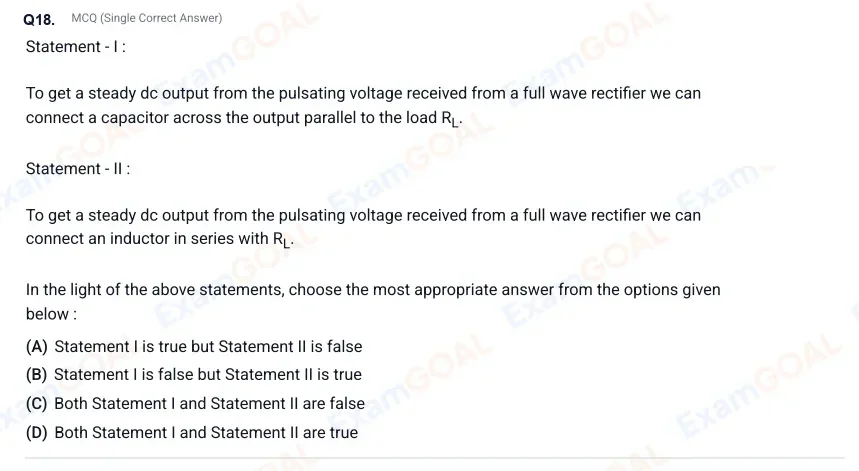 Q18. MCQ (Single Correct Answer)
Statement - I :
To get a steady dc output from the pulsating voltage received from a full wave rectifier we can
connect a capacitor across the output parallel to the load R_L.
Statement - II :
To get a steady dc output from the pulsating voltage received from a full wave rectifier we can
connect an inductor in series with R_L.
In the light of the above statements, choose the most appropriate answer from the options given
below :
(A) Statement I is true but Statement II is false
(B) Statement I is false but Statement II is true
(C) Both Statement I and Statement II are false
(D) Both Statement I and Statement II are true
ExamGOAL